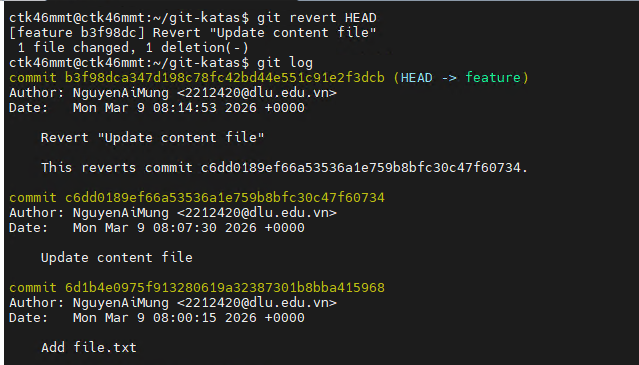 ctk46mmt@ctk46mmt:~/git-katas$ git revert HEAD
[feature b3f98dc] Revert "Update content file"
 1 file changed, 1 deletion(-)
ctk46mmt@ctk46mmt:~/git-katas$ git log
commit b3f98dca347d198c78fc42bd44e551c91e2f3dcb (HEAD -> feature)
Author: NguyenAiMung <2212420@dlu.edu.vn>
Date:   Mon Mar 9 08:14:53 2026 +0000

    Revert "Update content file"

    This reverts commit c6dd0189ef66a53536a1e759b8bfc30c47f60734.

commit c6dd0189ef66a53536a1e759b8bfc30c47f60734
Author: NguyenAiMung <2212420@dlu.edu.vn>
Date:   Mon Mar 9 08:07:30 2026 +0000

    Update content file

commit 6d1b4e0975f913280619a32387301b8bba415968
Author: NguyenAiMung <2212420@dlu.edu.vn>
Date:   Mon Mar 9 08:00:15 2026 +0000

    Add file.txt